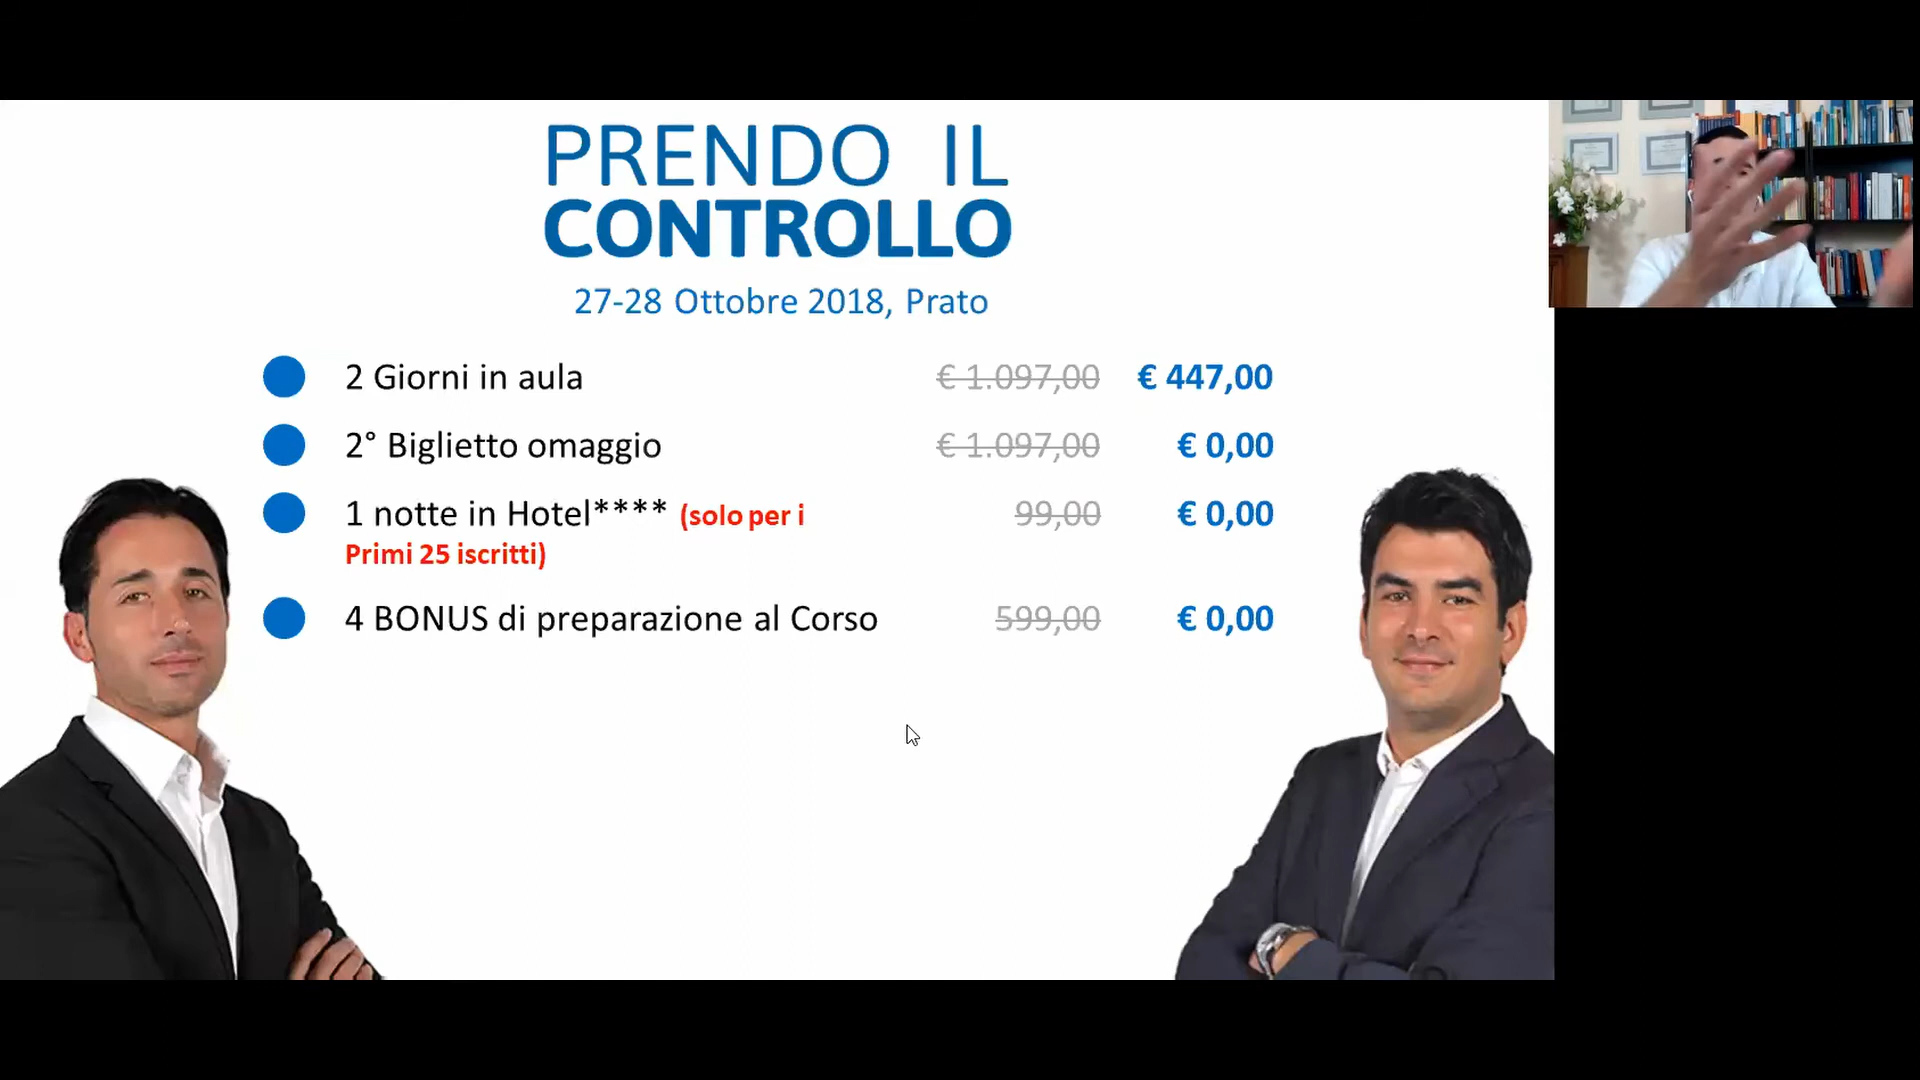 PRENDO IL
CONTROLLO
27-28 Ottobre 2018, Prato
2 Giorni in aula € 1.097,00 € 447,00
2° Biglietto omaggio € 1.097,00 € 0,00
1 notte in Hotel**** (solo per i 99,00 € 0,00
Primi 25 iscritti)
4 BONUS di preparazione al Corso 599,00 € 0,00